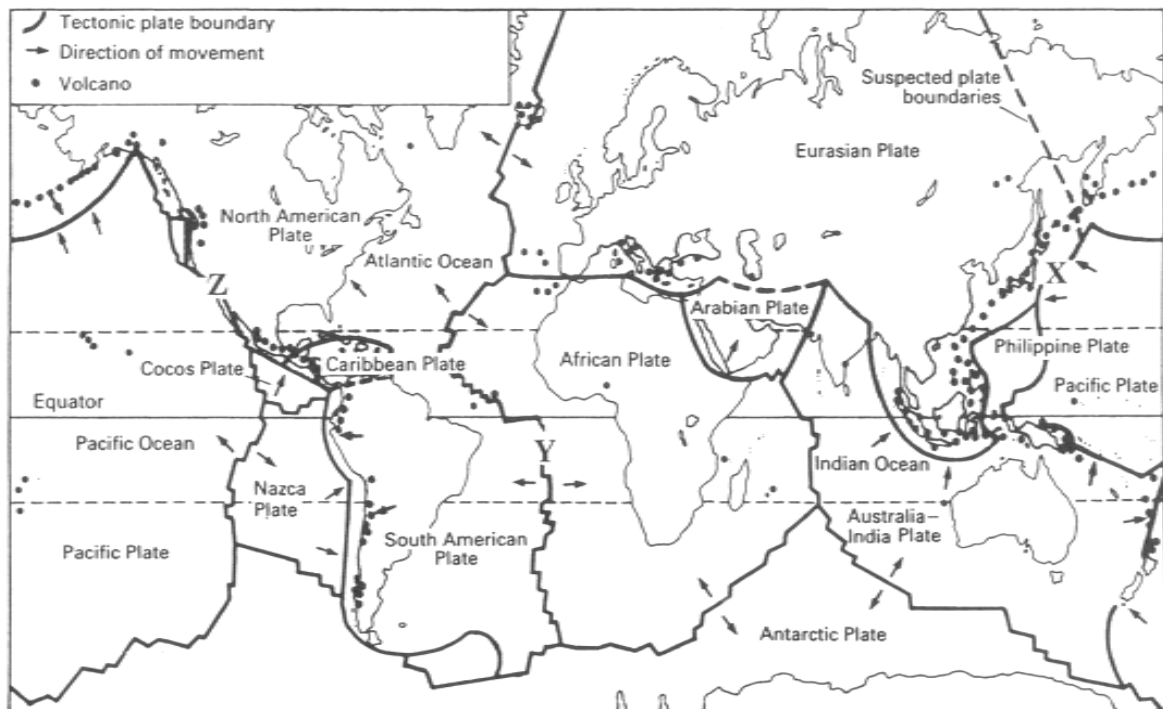 Tectonic plate boundary
Direction of movement
Volcano
Suspected plate
boundaries
Eurasian Plate
North American
Plate
Z
Atlantic Ocean
X
Arabian Plate
Cocos Plate
Caribbean Plate
African Plate
Philippine Plate
Pacific Plate
Equator
Pacific Ocean
Y
Indian Ocean
Nazca
Plate
Pacific Plate
South American
Plate
Australia–
India Plate
Antarctic Plate